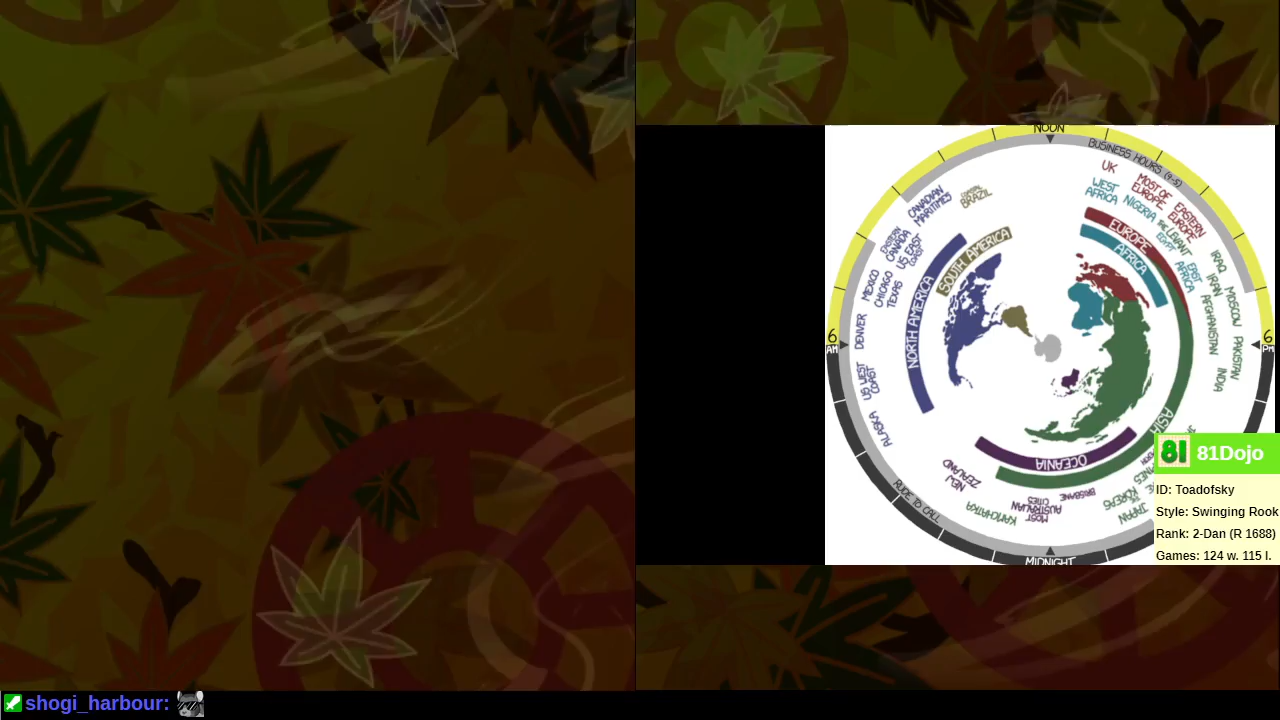 NOON
BUSINESS HOURS (9-5)
UK
MOST OF
EUROPE
EASTERN
EUROPE
WEST
AFRICA
NIGERIA
THE LEVANT
EGYPT
EAST
AFRICA
IRAQ
IRAN
MOSCOW
AFGHANISTAN
PAKISTAN
INDIA
CANADIAN
MARITIMES
BRAZIL
EASTERN
CANADA
US EAST
COAST
MEXICO
CHICAGO
TEXAS
DENVER
US WEST
COAST
ALASKA
EUROPE
AFRICA
SOUTH AMERICA
NORTH AMERICA
ASIA
OCEANIA
6
AM
6
PM
NEW
ZEALAND
KAMCHATKA
MOST
AUSTRALIAN
CITIES
BRISBANE
JAPAN
KOREAS
RUDE TO CALL
MIDNIGHT
81 81Dojo
ID: Toadofsky
Style: Swinging Rook
Rank: 2-Dan (R 1688)
Games: 124 w. 115 l.
shogi_harbour: